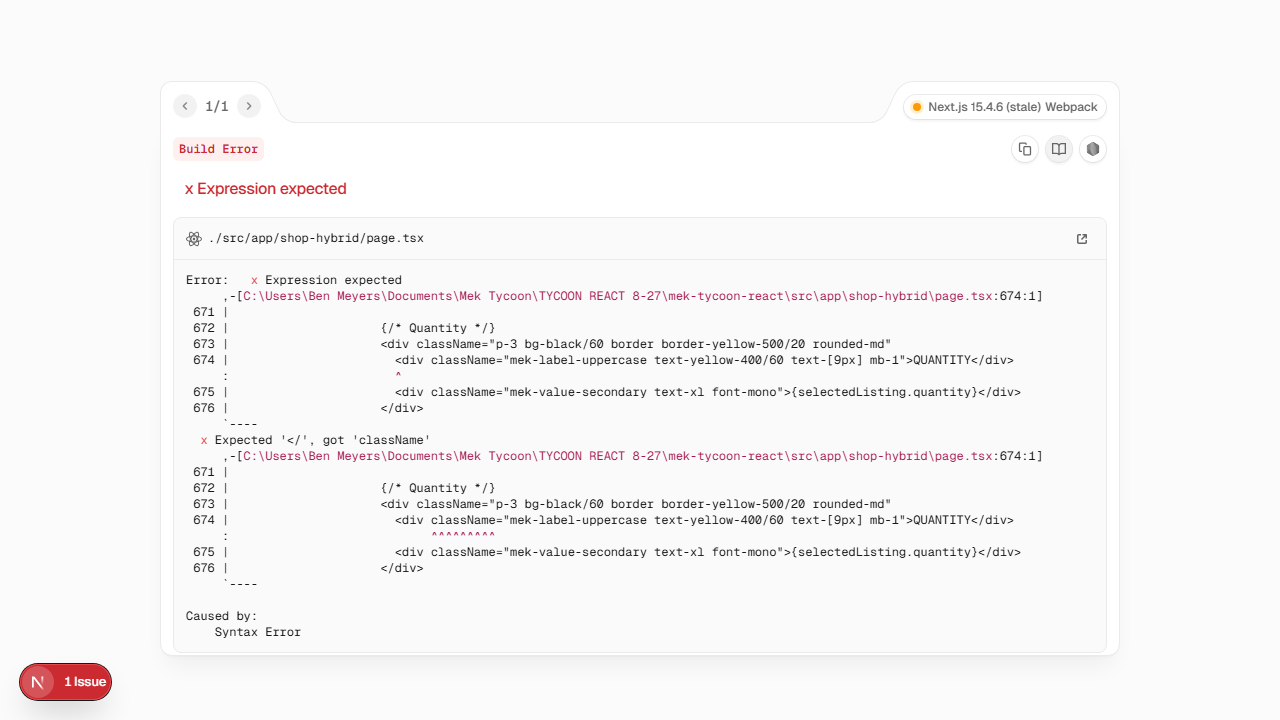 1/1
Next.js 15.4.6 (stale) Webpack
Build Error
x Expression expected
./src/app/shop-hybrid/page.tsx
Error:   x Expression expected
     ,-[C:\Users\Ben Meyers\Documents\Mek Tycoon\TYCOON REACT 8-27\mek-tycoon-react\src\app\shop-hybrid\page.tsx:674:1]
 671 |
 672 |                     {/* Quantity */}
 673 |                     <div className="p-3 bg-black/60 border border-yellow-500/20 rounded-md"
 674 |                       <div className="mek-label-uppercase text-yellow-400/60 text-[9px] mb-1">QUANTITY</div>
     :                       ^
 675 |                       <div className="mek-value-secondary text-xl font-mono">{selectedListing.quantity}</div>
 676 |                     </div>
     `----
  x Expected '</', got 'className'
     ,-[C:\Users\Ben Meyers\Documents\Mek Tycoon\TYCOON REACT 8-27\mek-tycoon-react\src\app\shop-hybrid\page.tsx:674:1]
 671 |
 672 |                     {/* Quantity */}
 673 |                     <div className="p-3 bg-black/60 border border-yellow-500/20 rounded-md"
 674 |                       <div className="mek-label-uppercase text-yellow-400/60 text-[9px] mb-1">QUANTITY</div>
     :                            ^^^^^^^^^
 675 |                       <div className="mek-value-secondary text-xl font-mono">{selectedListing.quantity}</div>
 676 |                     </div>
     `----
Caused by:
    Syntax Error
N 1 Issue